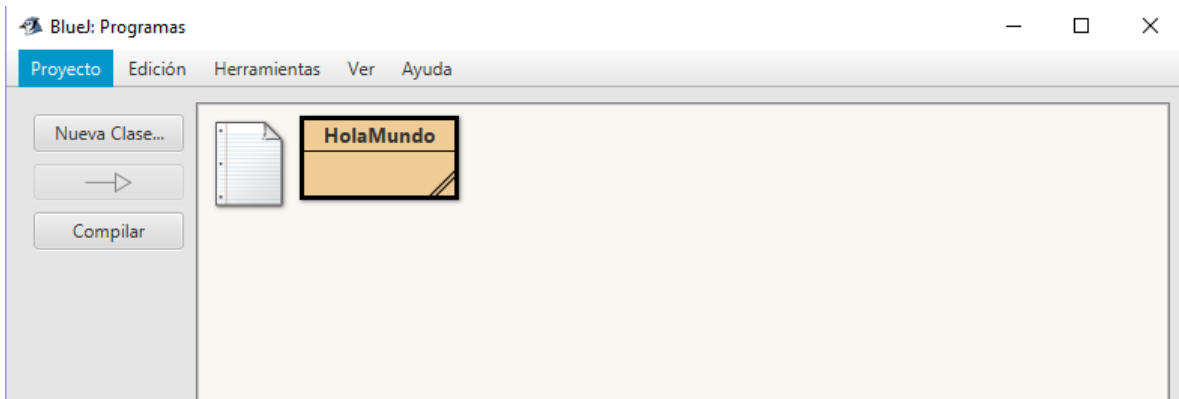 BlueJ: Programas
Proyecto Edición Herramientas Ver Ayuda
Nueva Clase...
HolaMundo
Compilar